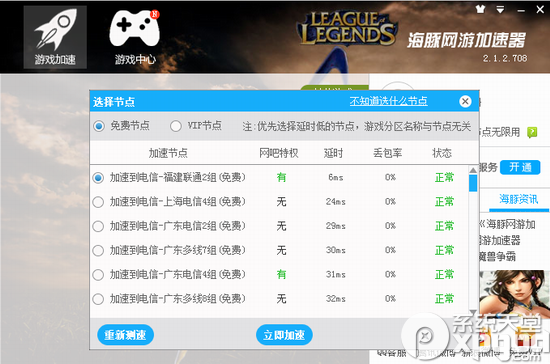 LEAGUE of LEGENDS
海豚网游加速器
2.1.2.708
游戏加速
游戏中心
选择节点
不知道选什么节点
免费节点
VIP节点
注:优先选择延时低的节点，游戏分区名称与节点无关
加速节点 网吧特权 延时 丢包率 状态
加速到电信-福建联通2组(免费) 有 6ms 0% 正常
加速到电信-上海电信4组(免费) 无 24ms 0% 正常
加速到电信-广东电信2组(免费) 无 29ms 0% 正常
加速到电信-广东多线7组(免费) 无 30ms 0% 正常
加速到电信-广东电信4组(免费) 有 31ms 0% 正常
加速到电信-广东多线8组(免费) 无 32ms 0% 正常
重新测速
立即加速
节点无限用
服务
开通
海豚资讯
海豚网游加
游加速器
魔兽争霸
系统天堂